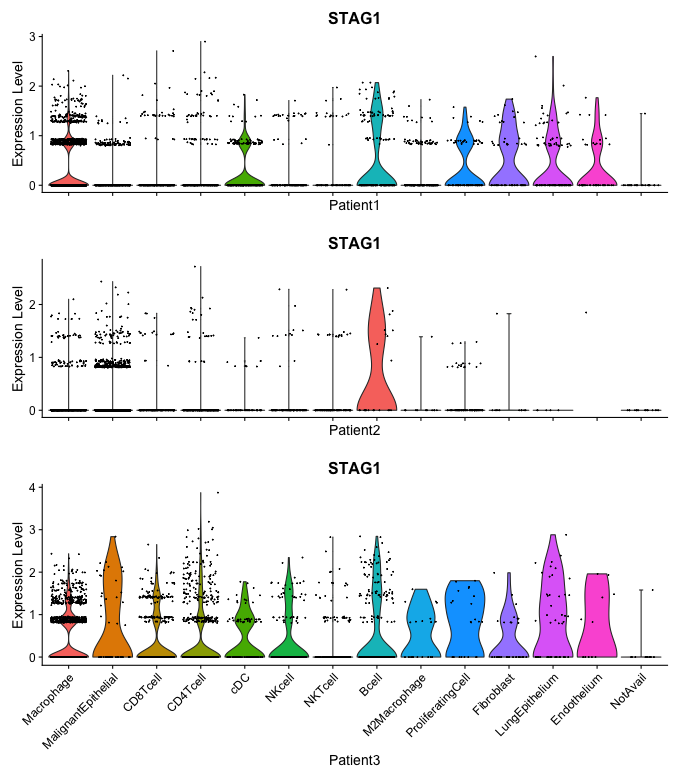 STAG1
Expression Level
3
2
1
0
Patient1
STAG1
Expression Level
2
1
0
Patient2
STAG1
Expression Level
4
3
2
1
0
Macrophage
MalignantEpithelial
CD8Tcell
CD4Tcell
cDC
NKcell
NKTcell
Bcell
M2Macrophage
ProliferatingCell
Fibroblast
LungEpithelium
Endothelium
NotAvail
Patient3